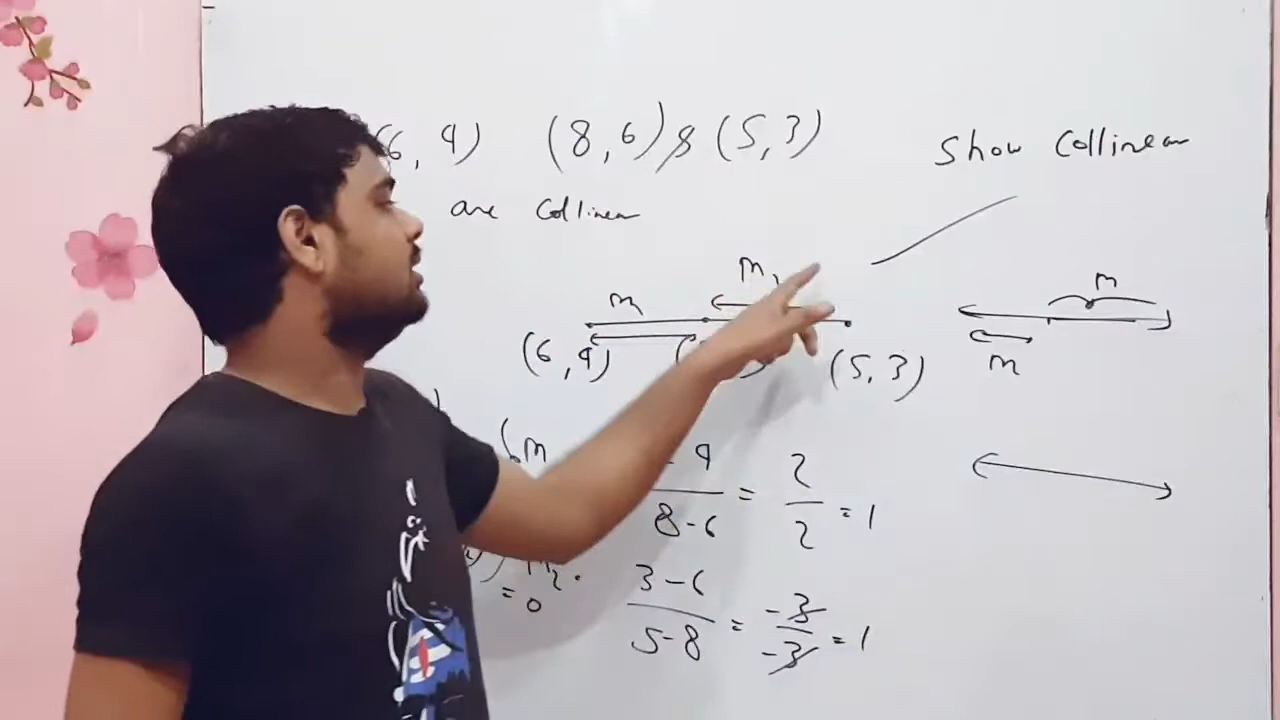 6, 4) (8, 6) & (5, 3) Show Collinear
are Collinear
m m, m
(6, 4) (5, 3) m
m - 4 / 8 - 6 = 2 / 2 = 1
= 0
3 - 6 / 5 - 8 = -3 / -3 = 1